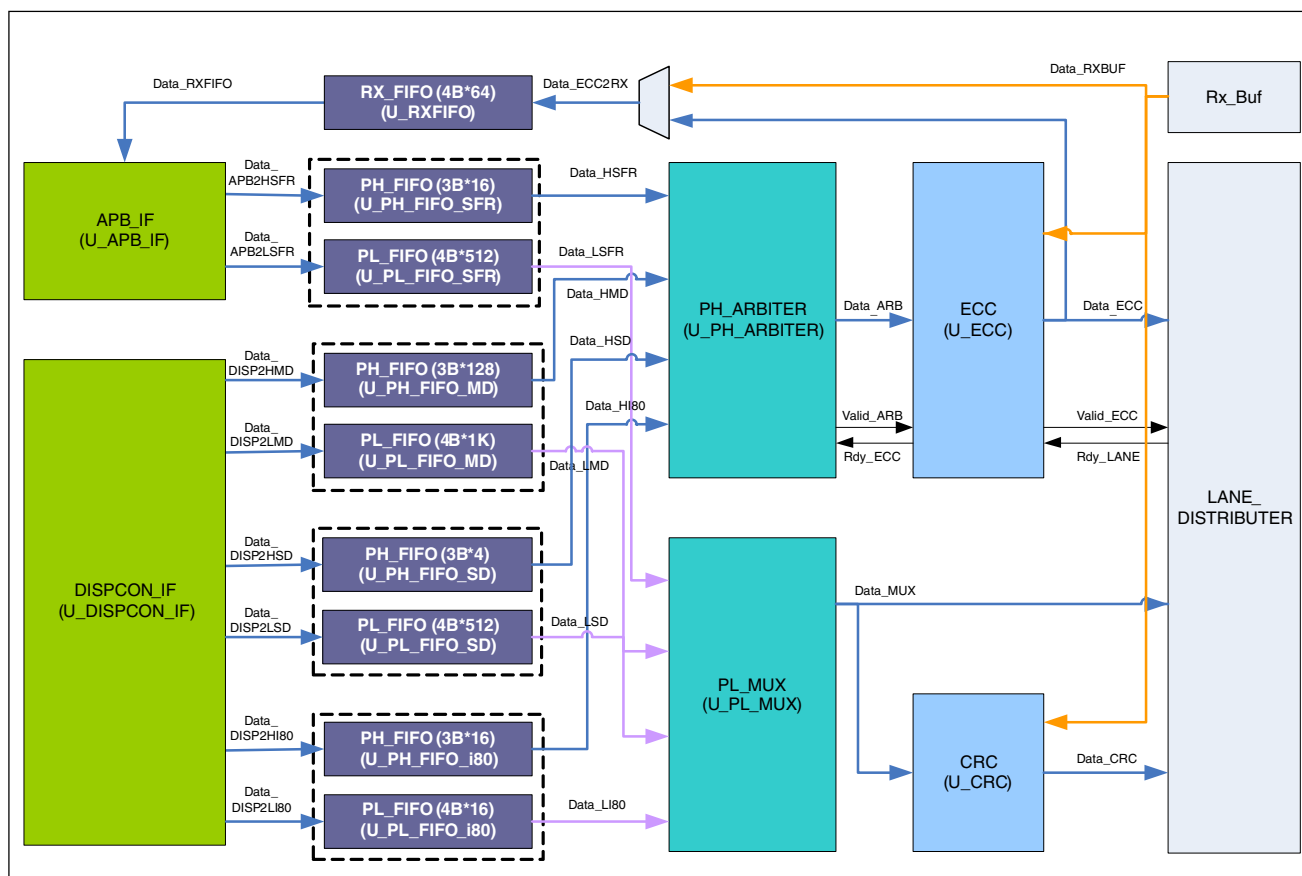 Data_RXFIFO
RX_FIFO (4B*64)
(U_RXFIFO)
Data_ECC2RX
Data_RXBUF
Rx_Buf
APB_IF
(U_APB_IF)
Data_
APB2HSFR
Data_
APB2LSFR
PH_FIFO (3B*16)
(U_PH_FIFO_SFR)
PL_FIFO (4B*512)
(U_PL_FIFO_SFR)
Data_HSFR
Data_LSFR
Data_HMD
Data_HSD
Data_HI80
PH_ARBITER
(U_PH_ARBITER)
Data_ARB
Valid_ARB
Rdy_ECC
ECC
(U_ECC)
Data_ECC
Valid_ECC
Rdy_LANE
LANE_
DISTRIBUTER
DISPCON_IF
(U_DISPCON_IF)
Data_
DISP2HMD
Data_
DISP2LMD
PH_FIFO (3B*128)
(U_PH_FIFO_MD)
PL_FIFO (4B*1K)
(U_PL_FIFO_MD)
Data_LMD
Data_
DISP2HSD
Data_
DISP2LSD
PH_FIFO (3B*4)
(U_PH_FIFO_SD)
PL_FIFO (4B*512)
(U_PL_FIFO_SD)
Data_LSD
Data_
DISP2HI80
Data_
DISP2LI80
PH_FIFO (3B*16)
(U_PH_FIFO_i80)
PL_FIFO (4B*16)
(U_PL_FIFO_i80)
Data_LI80
PL_MUX
(U_PL_MUX)
Data_MUX
CRC
(U_CRC)
Data_CRC